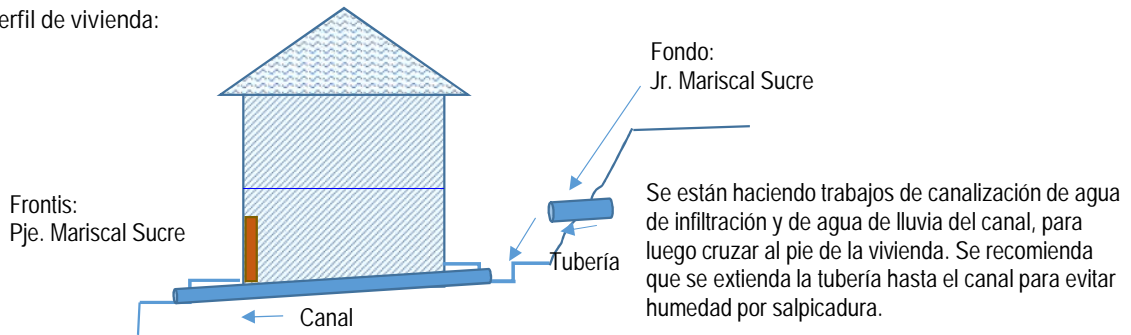 erfil de vivienda:
Fondo:
Jr. Mariscal Sucre
Frontis:
Pje. Mariscal Sucre
Se están haciendo trabajos de canalización de agua
de infiltración y de agua de lluvia del canal, para
luego cruzar al pie de la vivienda. Se recomienda
que se extienda la tubería hasta el canal para evitar
humedad por salpicadura.
Tubería
Canal